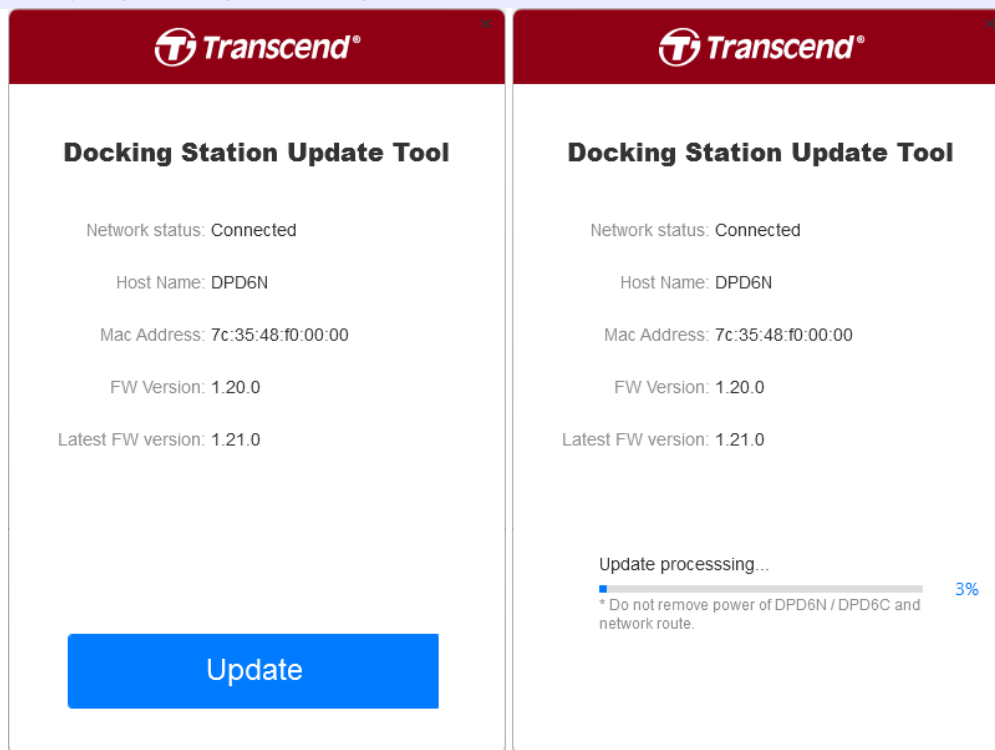 Transcend®
Docking Station Update Tool
Network status: Connected
Host Name: DPD6N
Mac Address: 7c:35:48:f0:00:00
FW Version: 1.20.0
Latest FW version: 1.21.0
Update
Transcend®
Docking Station Update Tool
Network status: Connected
Host Name: DPD6N
Mac Address: 7c:35:48:f0:00:00
FW Version: 1.20.0
Latest FW version: 1.21.0
Update processsing...
3%
* Do not remove power of DPD6N / DPD6C and
network route.